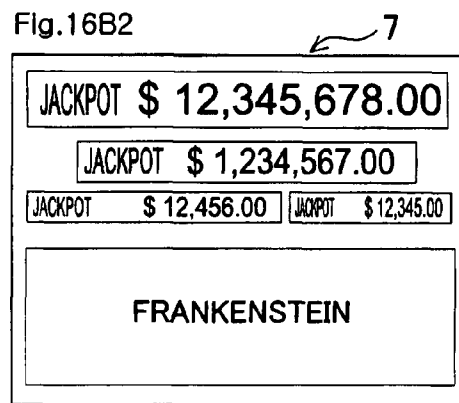 Fig.16B2
7
JACKPOT $ 12,345,678.00
JACKPOT $ 1,234,567.00
JACKPOT $ 12,456.00 JACKPOT $ 12,345.00
FRANKENSTEIN